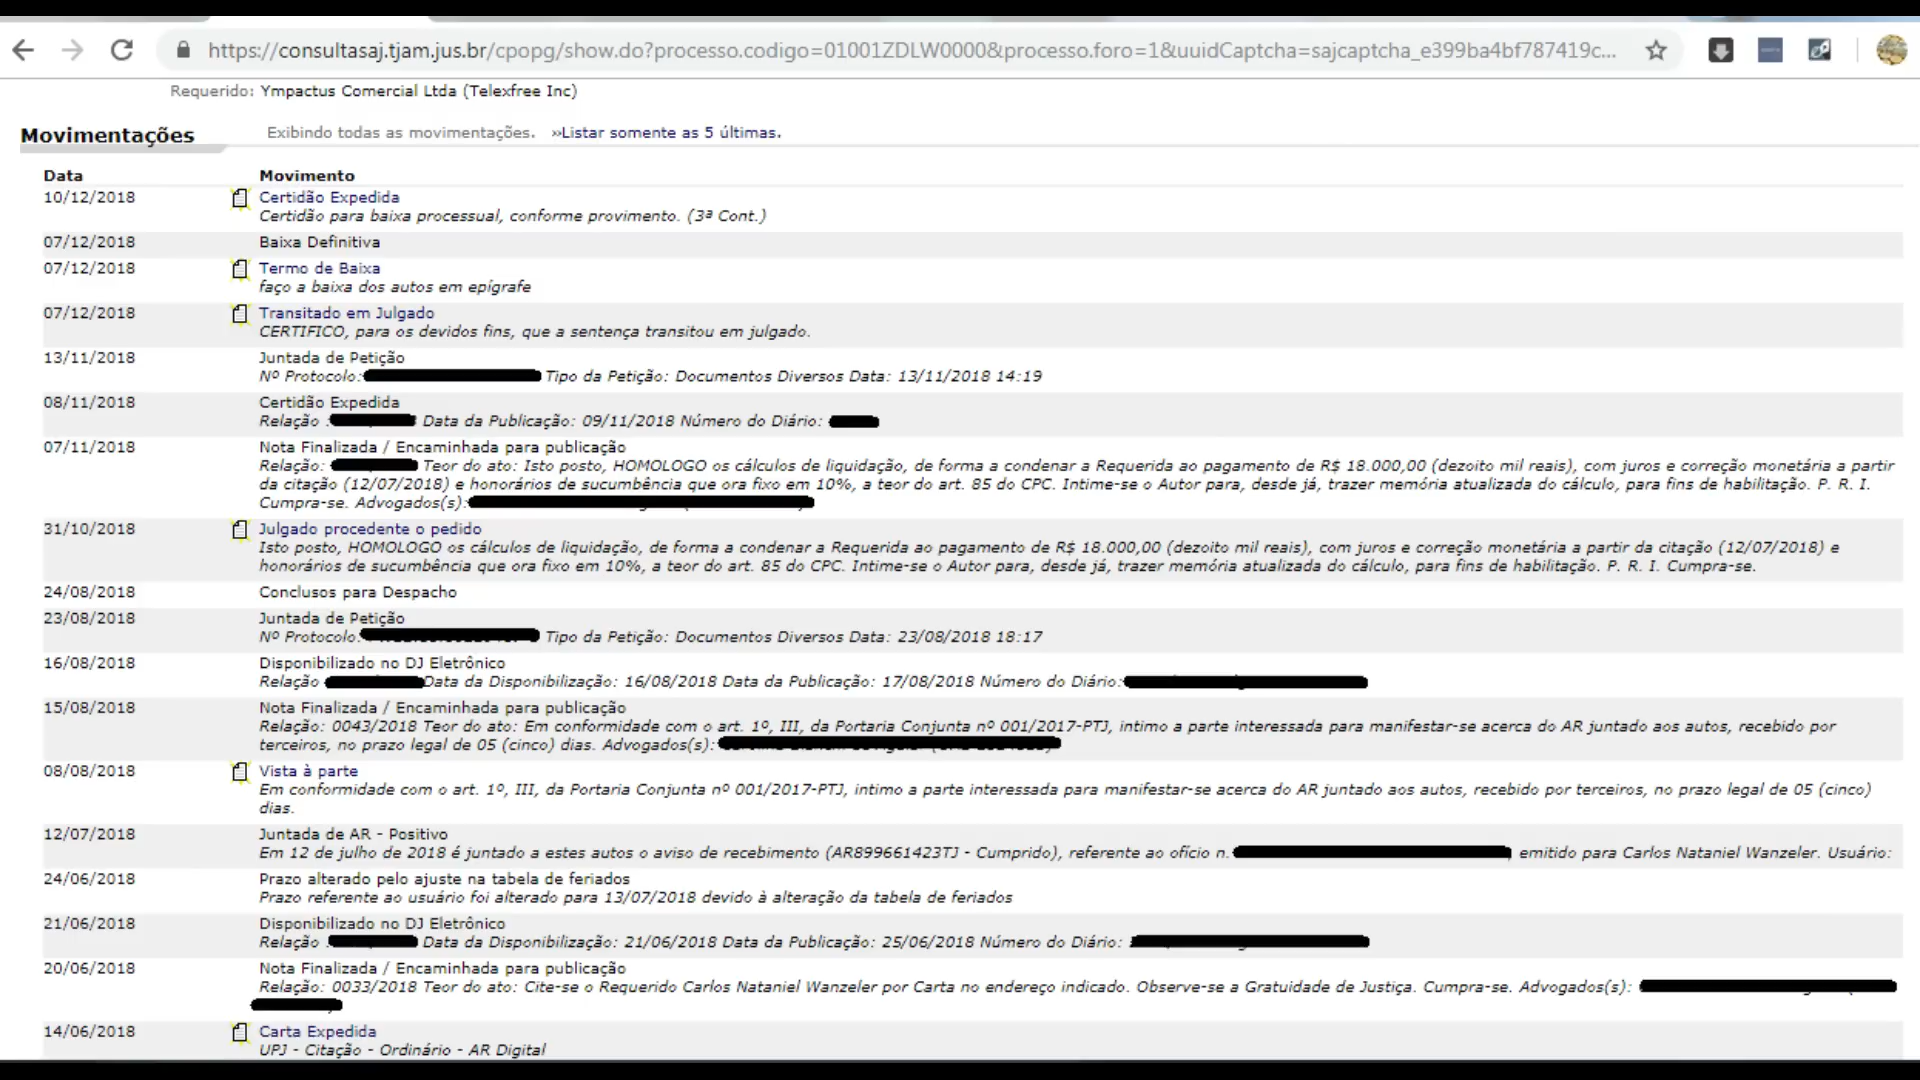 https://consultasaj.tjam.jus.br/cpopg/show.do?processo.codigo=01001ZDLW0000&processo.foro=1&uuidCaptcha=sajcaptcha_e399ba4bf787419c...
Requerido: Ympactus Comercial Ltda (Telexfree Inc)
Movimentações Exibindo todas as movimentações. »Listar somente as 5 últimas.
Data Movimento
10/12/2018 Certidão Expedida
Certidão para baixa processual, conforme provimento. (3ª Cont.)
07/12/2018 Baixa Definitiva
07/12/2018 Termo de Baixa
faço a baixa dos autos em epígrafe
07/12/2018 Transitado em Julgado
CERTIFICO, para os devidos fins, que a sentença transitou em julgado.
13/11/2018 Juntada de Petição
Nº Protocolo: Tipo da Petição: Documentos Diversos Data: 13/11/2018 14:19
08/11/2018 Certidão Expedida
Relação : Data da Publicação: 09/11/2018 Número do Diário:
07/11/2018 Nota Finalizada / Encaminhada para publicação
Relação: Teor do ato: Isto posto, HOMOLOGO os cálculos de liquidação, de forma a condenar a Requerida ao pagamento de R$ 18.000,00 (dezoito mil reais), com juros e correção monetária a partir
da citação (12/07/2018) e honorários de sucumbência que ora fixo em 10%, a teor do art. 85 do CPC. Intime-se o Autor para, desde já, trazer memória atualizada do cálculo, para fins de habilitação. P. R. I.
Cumpra-se. Advogados(s):
31/10/2018 Julgado procedente o pedido
Isto posto, HOMOLOGO os cálculos de liquidação, de forma a condenar a Requerida ao pagamento de R$ 18.000,00 (dezoito mil reais), com juros e correção monetária a partir da citação (12/07/2018) e
honorários de sucumbência que ora fixo em 10%, a teor do art. 85 do CPC. Intime-se o Autor para, desde já, trazer memória atualizada do cálculo, para fins de habilitação. P. R. I. Cumpra-se.
24/08/2018 Conclusos para Despacho
23/08/2018 Juntada de Petição
Nº Protocolo: Tipo da Petição: Documentos Diversos Data: 23/08/2018 18:17
16/08/2018 Disponibilizado no DJ Eletrônico
Relação Data da Disponibilização: 16/08/2018 Data da Publicação: 17/08/2018 Número do Diário:
15/08/2018 Nota Finalizada / Encaminhada para publicação
Relação: 0043/2018 Teor do ato: Em conformidade com o art. 1º, III, da Portaria Conjunta nº 001/2017-PTJ, intimo a parte interessada para manifestar-se acerca do AR juntado aos autos, recebido por
terceiros, no prazo legal de 05 (cinco) dias. Advogados(s):
08/08/2018 Vista à parte
Em conformidade com o art. 1º, III, da Portaria Conjunta nº 001/2017-PTJ, intimo a parte interessada para manifestar-se acerca do AR juntado aos autos, recebido por terceiros, no prazo legal de 05 (cinco)
dias.
12/07/2018 Juntada de AR - Positivo
Em 12 de julho de 2018 é juntado a estes autos o aviso de recebimento (AR899661423TJ - Cumprido), referente ao ofício n. emitido para Carlos Nataniel Wanzeler. Usuário:
24/06/2018 Prazo alterado pelo ajuste na tabela de feriados
Prazo referente ao usuário foi alterado para 13/07/2018 devido à alteração da tabela de feriados
21/06/2018 Disponibilizado no DJ Eletrônico
Relação : Data da Disponibilização: 21/06/2018 Data da Publicação: 25/06/2018 Número do Diário:
20/06/2018 Nota Finalizada / Encaminhada para publicação
Relação: 0033/2018 Teor do ato: Cite-se o Requerido Carlos Nataniel Wanzeler por Carta no endereço indicado. Observe-se a Gratuidade de Justiça. Cumpra-se. Advogados(s):
14/06/2018 Carta Expedida
UPJ - Citação - Ordinário - AR Digital